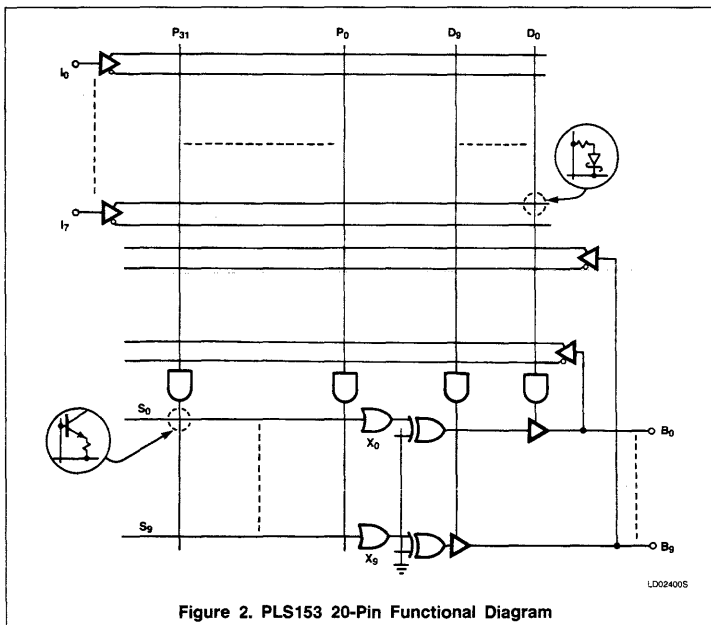 P31 P0 D9 D0
I0
I7
S0
X0
B0
S9
X9
B9
LD02400S
Figure 2. PLS153 20-Pin Functional Diagram